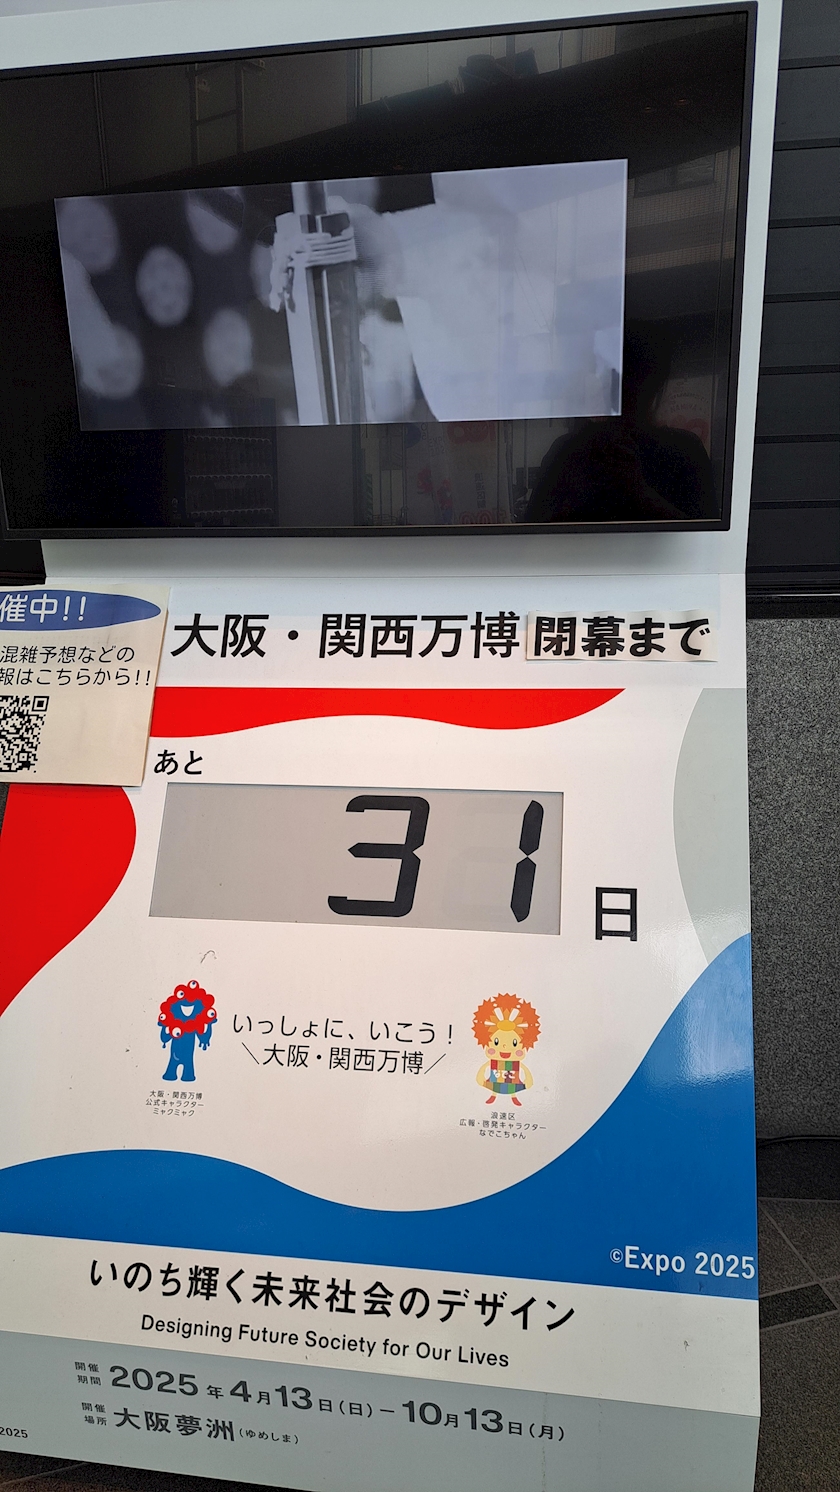 催中!!
混雑予想などの
報はこちらから!!
大阪・関西万博閉幕まで
あと
31
日
いっしょに、いこう!
＼大阪・関西万博／
大阪・関西万博
公式キャラクター
ミャクミャク
浪速区
広報・啓発キャラクター
なでこちゃん
©Expo 2025
いのち輝く未来社会のデザイン
Designing Future Society for Our Lives
開催期間 2025年4月13日(日)－10月13日(月)
開催場所 大阪夢洲(ゆめしま)
2025